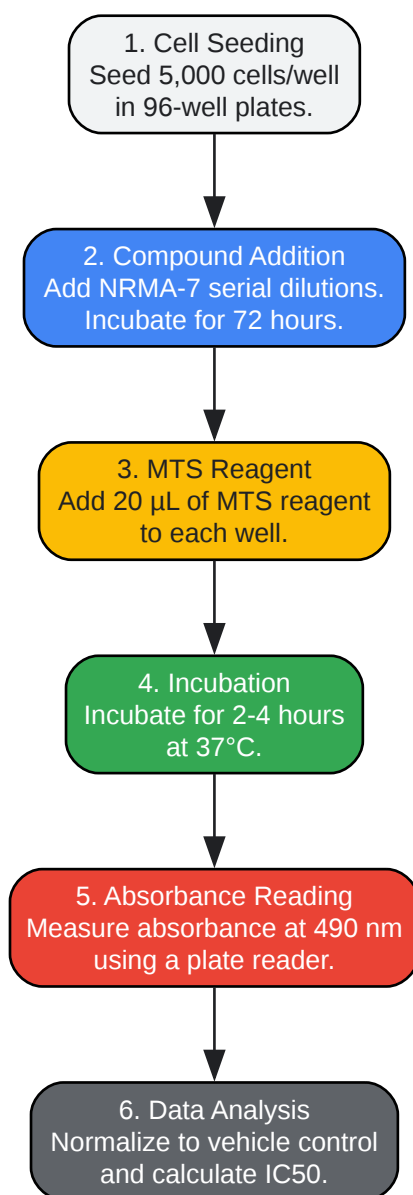 1. Cell Seeding
Seed 5,000 cells/well
in 96-well plates.
2. Compound Addition
Add NRMA-7 serial dilutions.
Incubate for 72 hours.
3. MTS Reagent
Add 20 µL of MTS reagent
to each well.
4. Incubation
Incubate for 2-4 hours
at 37°C.
5. Absorbance Reading
Measure absorbance at 490 nm
using a plate reader.
6. Data Analysis
Normalize to vehicle control
and calculate IC50.